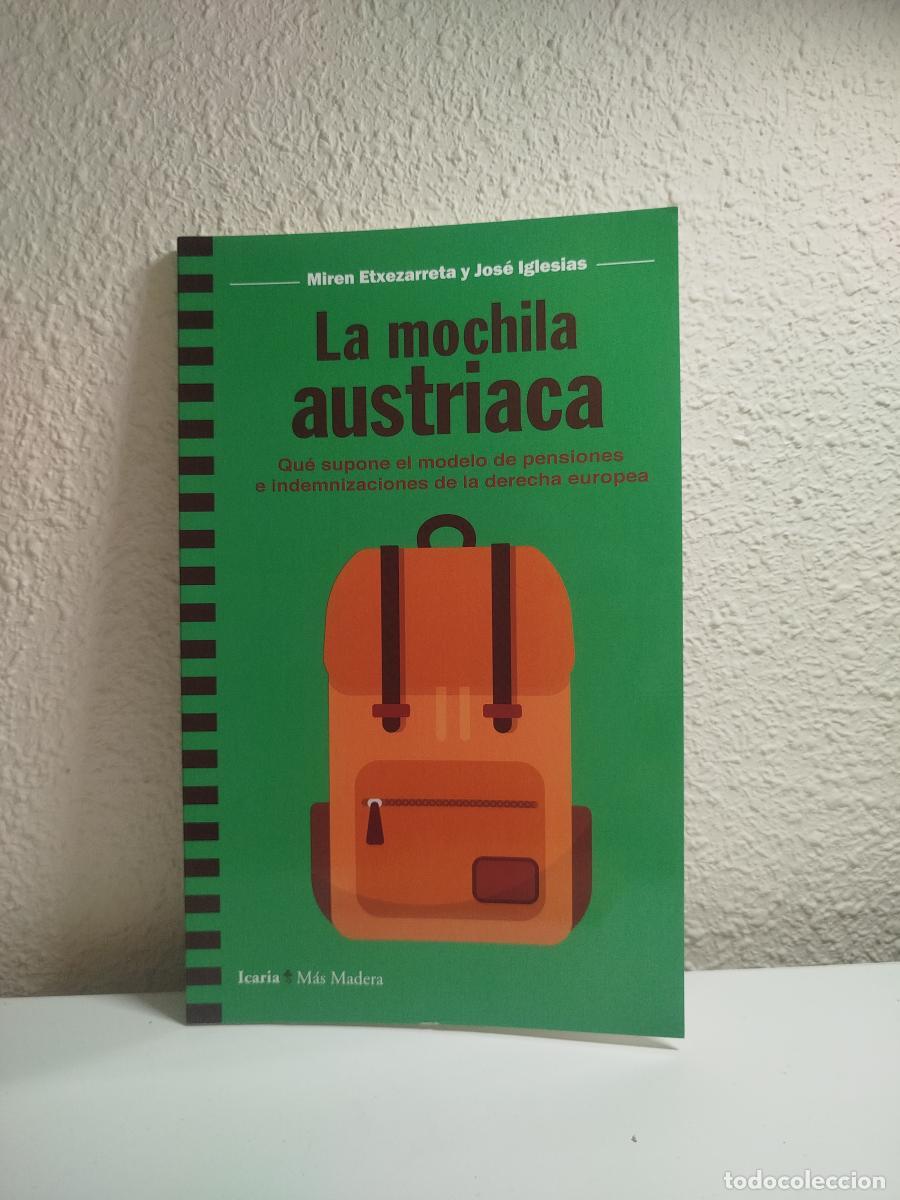 Miren Etxezarreta y José Iglesias
La mochila
austriaca
Qué supone el modelo de pensiones
e indemnizaciones de la derecha europea
Icaria Más Madera
todocoleccion